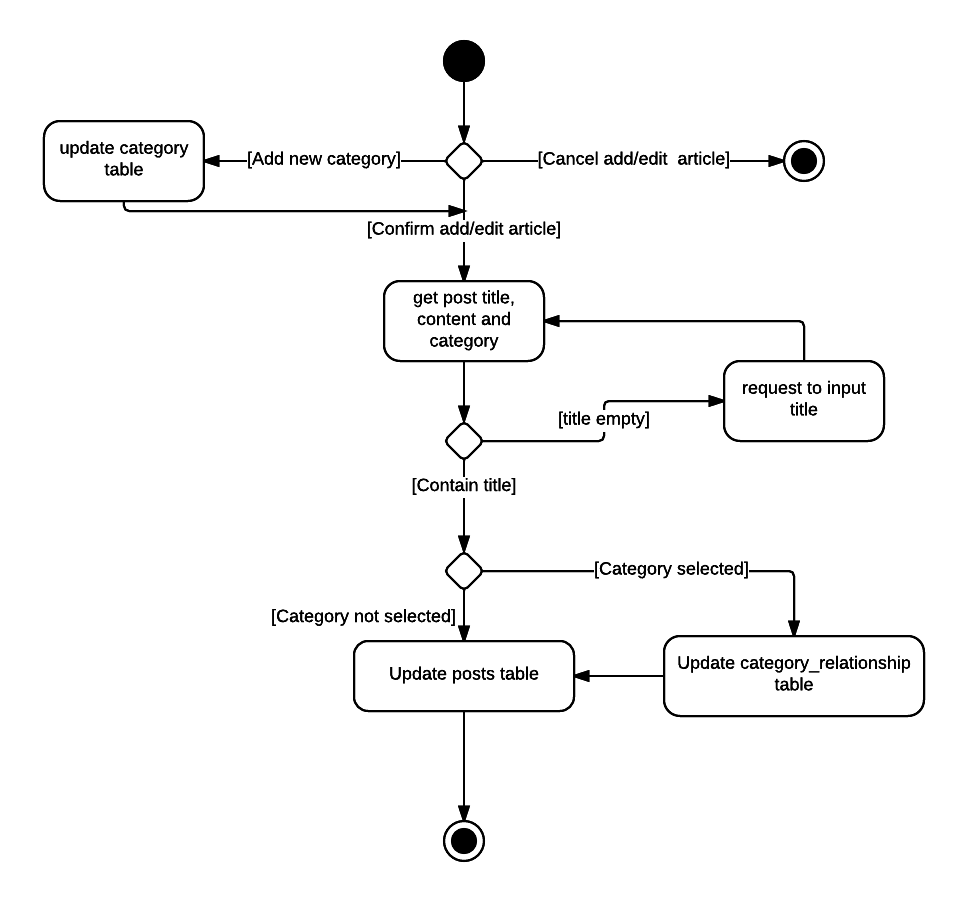 update category
table
[Add new category]
[Cancel add/edit  article]
[Confirm add/edit article]
get post title,
content and
category
request to input
title
[title empty]
[Contain title]
[Category selected]
[Category not selected]
Update posts table
Update category_relationship
table